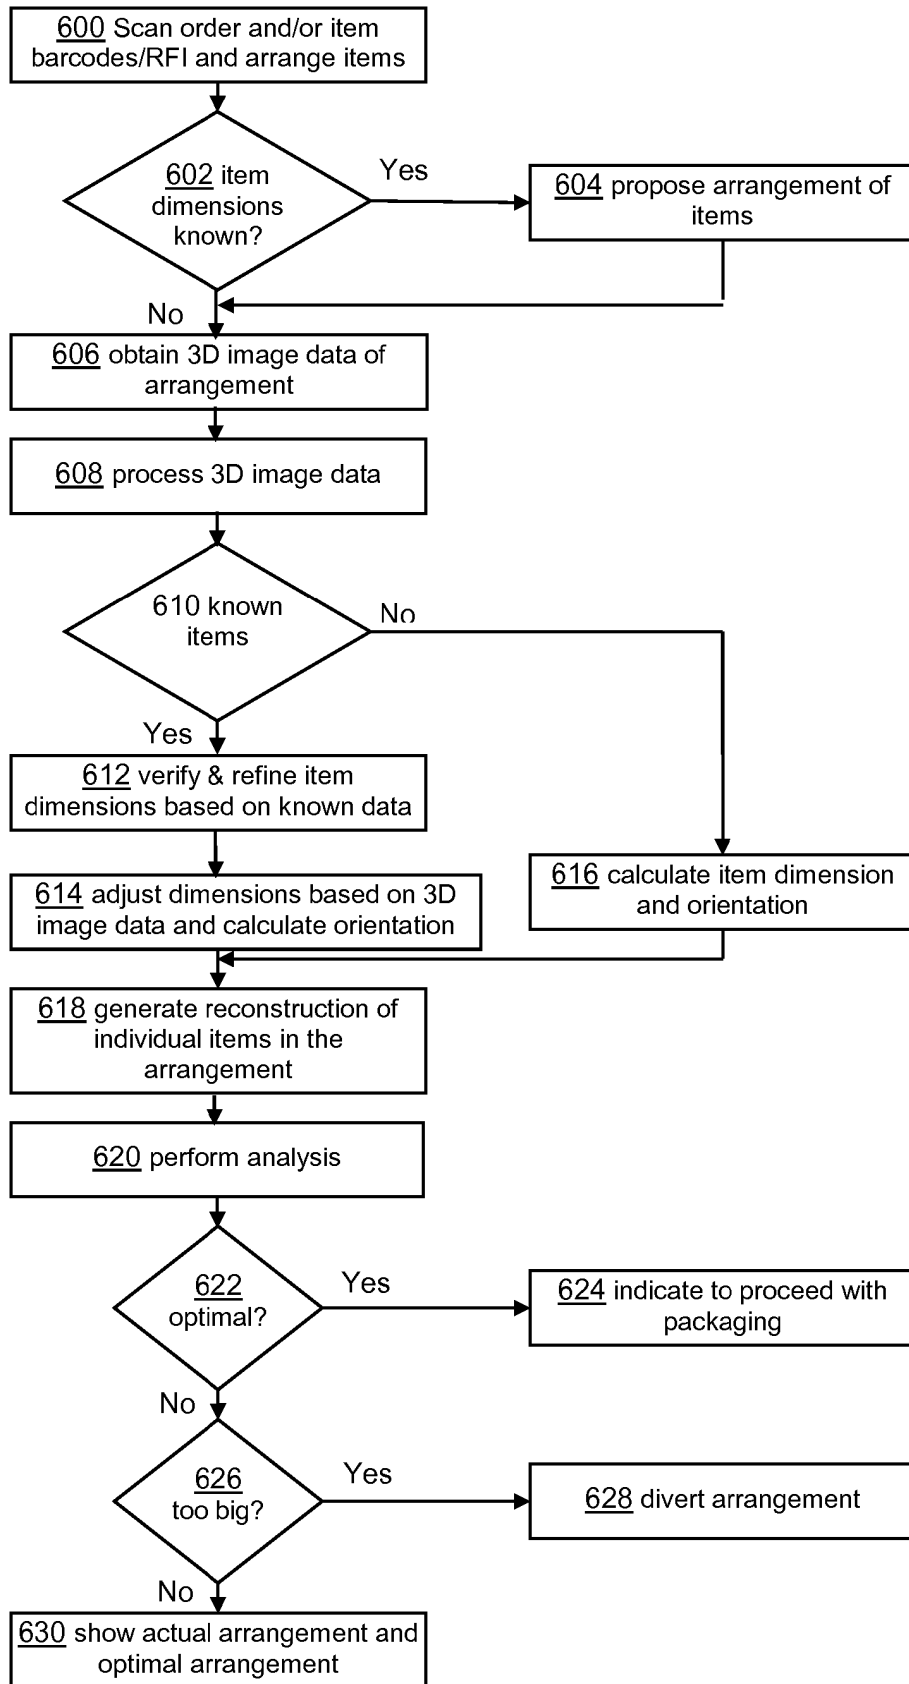 600 Scan order and/or item
barcodes/RFI and arrange items
602 item
dimensions
known?
Yes
604 propose arrangement of
items
No
606 obtain 3D image data of
arrangement
608 process 3D image data
610 known
items
No
Yes
612 verify & refine item
dimensions based on known data
614 adjust dimensions based on 3D
image data and calculate orientation
616 calculate item dimension
and orientation
618 generate reconstruction of
individual items in the
arrangement
620 perform analysis
622
optimal?
Yes
624 indicate to proceed with
packaging
No
626
too big?
Yes
628 divert arrangement
No
630 show actual arrangement and
optimal arrangement